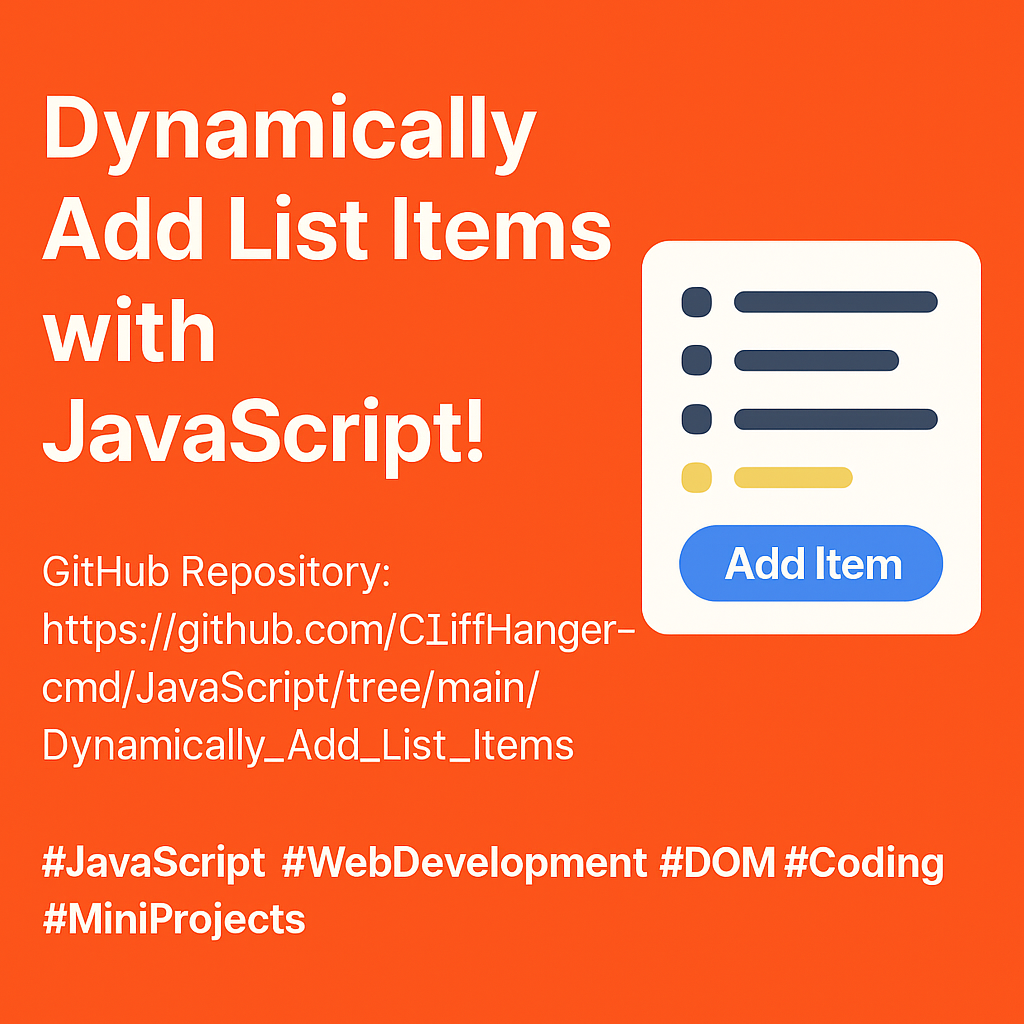 Dynamically
Add List Items
with
JavaScript!
Add Item
GitHub Repository:
https://github.com/CLiffHanger-
cmd/JavaScript/tree/main/
Dynamically_Add_List_Items
#JavaScript #WebDevelopment #DOM #Coding
#MiniProjects